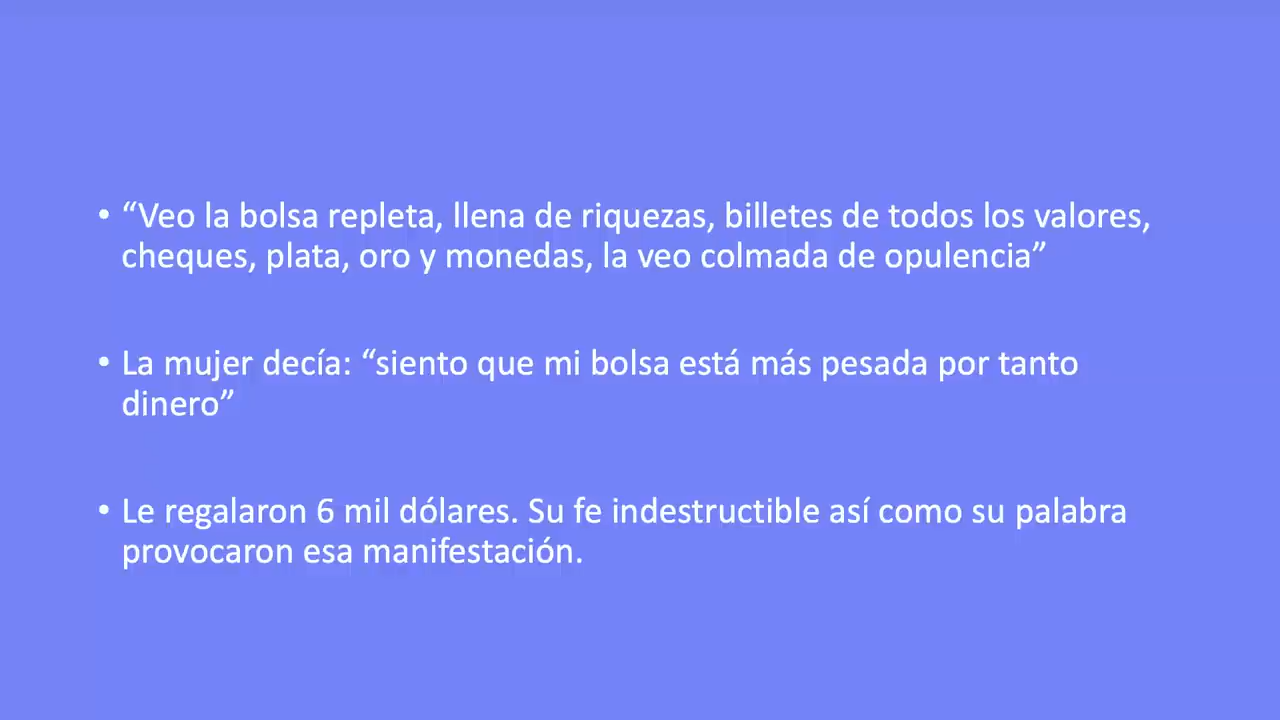 • “Veo la bolsa repleta, llena de riquezas, billetes de todos los valores,
cheques, plata, oro y monedas, la veo colmada de opulencia”
• La mujer decía: “siento que mi bolsa está más pesada por tanto
dinero”
• Le regalaron 6 mil dólares. Su fe indestructible así como su palabra
provocaron esa manifestación.